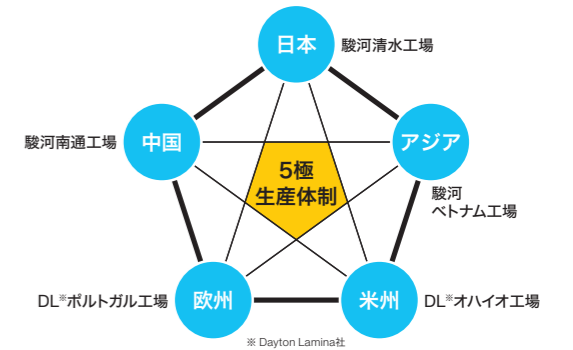 日本
駿河清水工場
駿河南通工場
中国
アジア
5極
生産体制
駿河
ベトナム工場
DL※ポルトガル工場
欧州
米州
DL※オハイオ工場
※ Dayton Lamina社